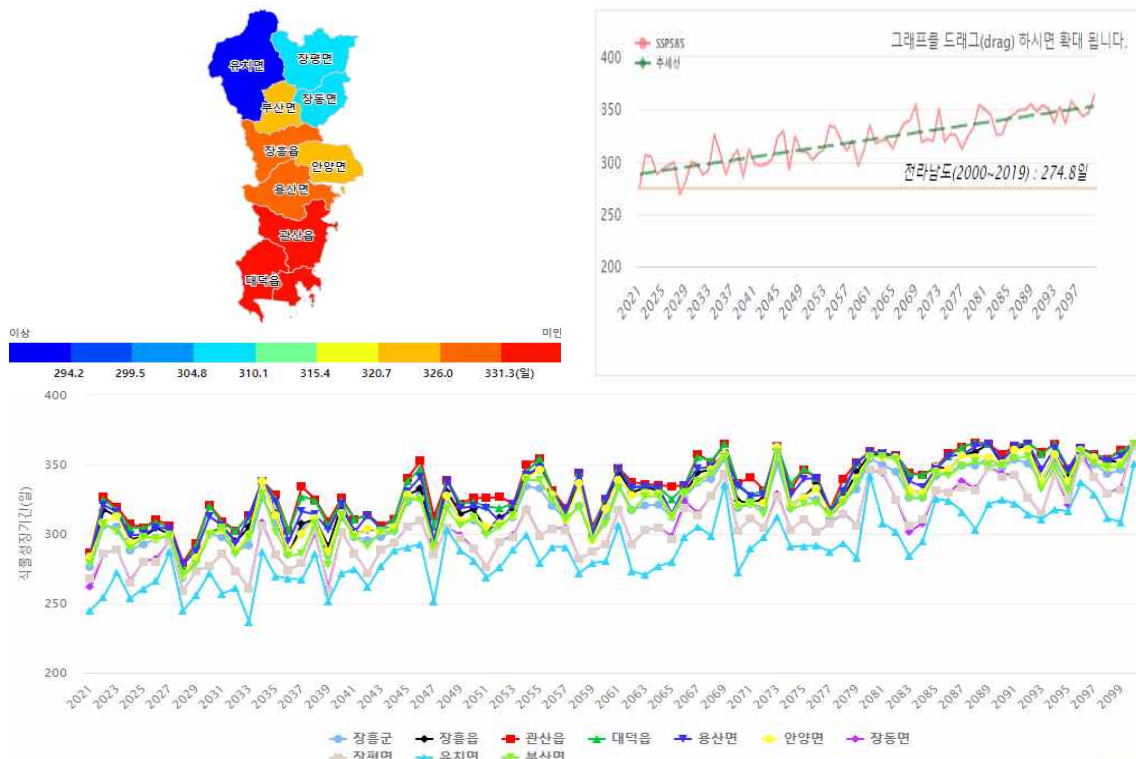 유치면
장평면
장동면
부산면
장흥읍
안양면
용산면
관산읍
대덕읍
이상
미만
294.2 299.5 304.8 310.1 315.4 320.7 326.0 331.3(일)
SSP585
추세선
그래프를 드래그(drag) 하시면 확대 됩니다.
400
350
300
250
200
전라남도(2000~2019) : 274.8일
2021 2025 2029 2033 2037 2041 2045 2049 2053 2057 2061 2065 2069 2073 2077 2081 2085 2089 2093 2097
식물성장기간(일)
400
350
300
250
200
2021 2023 2025 2027 2029 2031 2033 2035 2037 2039 2041 2043 2045 2047 2049 2051 2053 2055 2057 2059 2061 2063 2065 2067 2069 2071 2073 2075 2077 2079 2081 2083 2085 2087 2089 2091 2093 2095 2097 2099
장흥군 장흥읍 관산읍 대덕읍 용산면 안양면 장동면
장평면 유치면 부산면